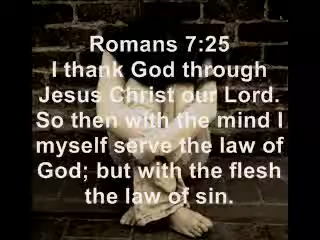 Romans 7:25
I thank God through
Jesus Christ our Lord.
So then with the mind I
myself serve the law of
God; but with the flesh
the law of sin.